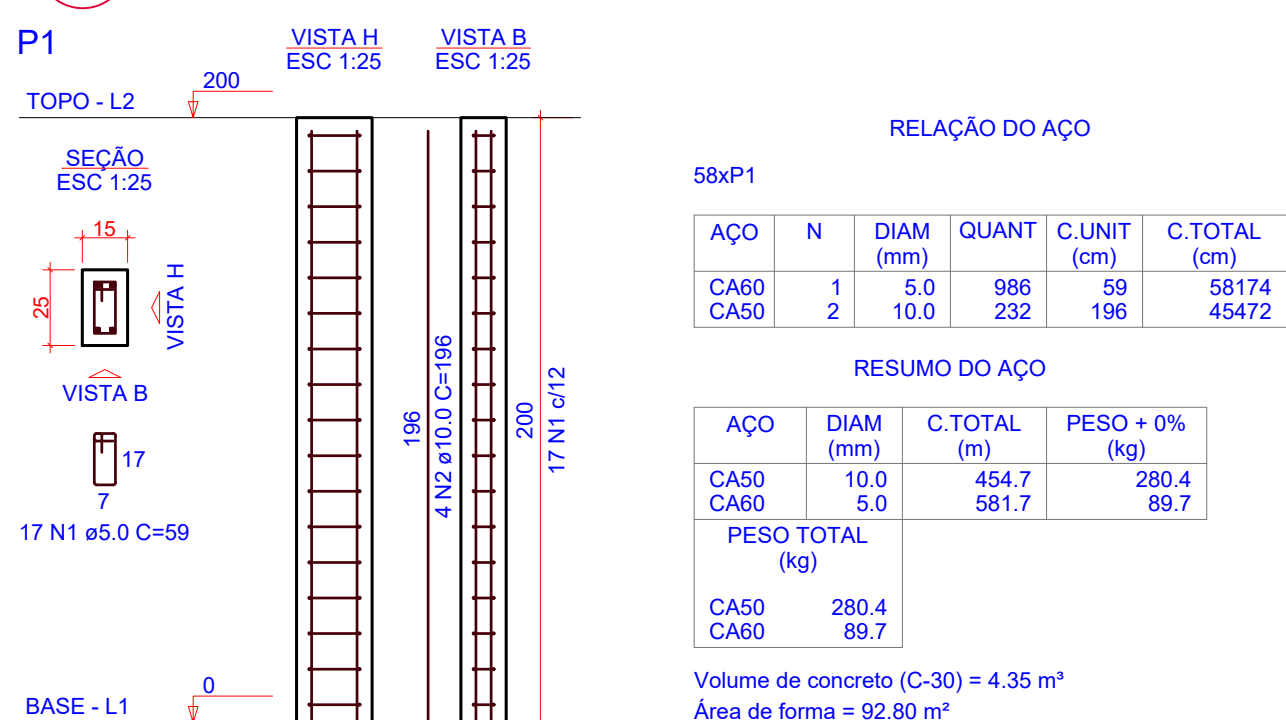 P1
VISTA H
ESC 1:25
VISTA B
ESC 1:25
TOPO - L2
200
SEÇÃO
ESC 1:25
15
25
VISTA H
VISTA B
17
7
17 N1 ø5.0 C=59
196
4 N2 ø10.0 C=196
200
17 N1 c/12
BASE - L1
0
RELAÇÃO DO AÇO
58xP1
AÇO N DIAM QUANT C.UNIT C.TOTAL
(mm) (cm) (cm)
CA60 1 5.0 986 59 58174
CA50 2 10.0 232 196 45472
RESUMO DO AÇO
AÇO DIAM C.TOTAL PESO + 0%
(mm) (m) (kg)
CA50 10.0 454.7 280.4
CA60 5.0 581.7 89.7
PESO TOTAL
(kg)
CA50 280.4
CA60 89.7
Volume de concreto (C-30) = 4.35 m³
Área de forma = 92.80 m²